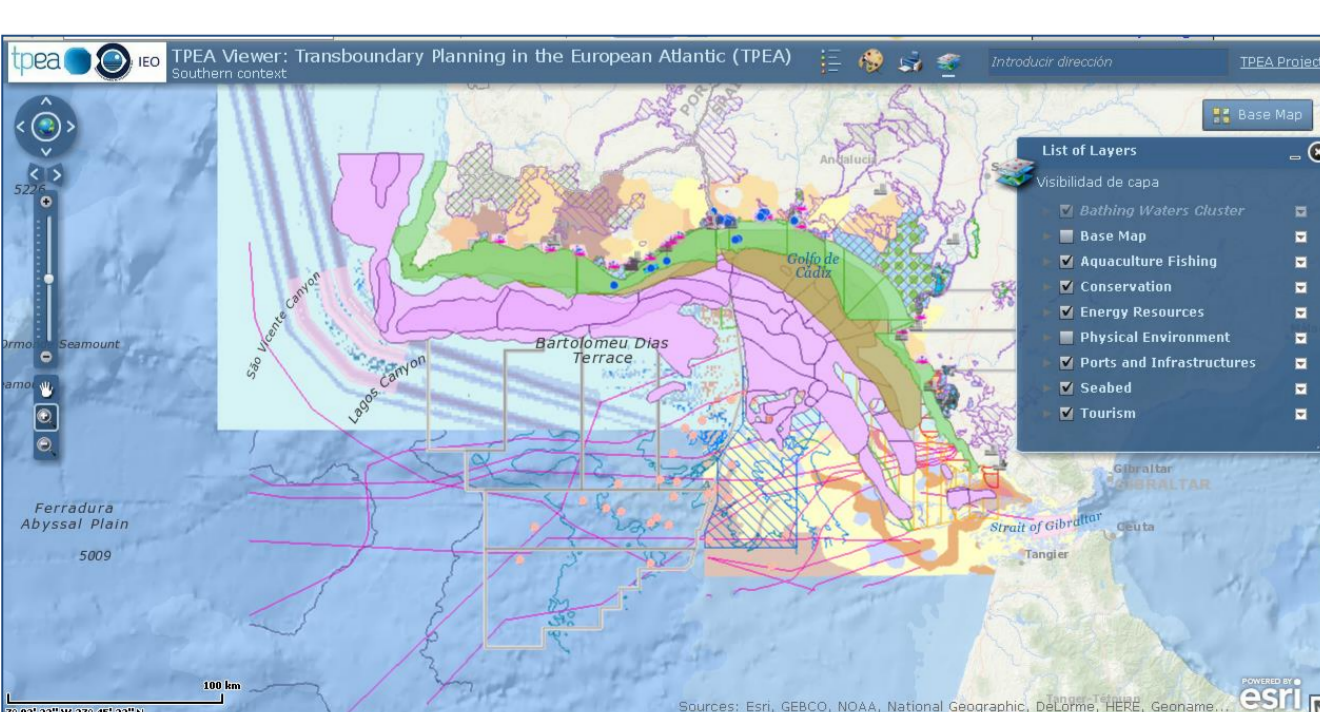 tpea
IEO
TPEA Viewer: Transboundary Planning in the European Atlantic (TPEA)
Southern context
Introducir dirección
TPEA Project
Base Map
List of Layers
Visibilidad de capa
Bathing Waters Cluster
Base Map
Aquaculture Fishing
Conservation
Energy Resources
Physical Environment
Ports and Infrastructures
Seabed
Tourism
5226
Andalucía
Golfo de
Cádiz
São Vicente Canyon
Seamount
Bartolomeu Dias
Terrace
Lagos Canyon
Gibraltar
GIBRALTAR
Ferradura
Abyssal Plain
5009
Strait of Gibraltar
Ceuta
Tangier
100 km
Tanger-Tétouan
POWERED BY
esri
Sources: Esri, GEBCO, NOAA, National Geographic, DeLorme, HERE, Geoname...